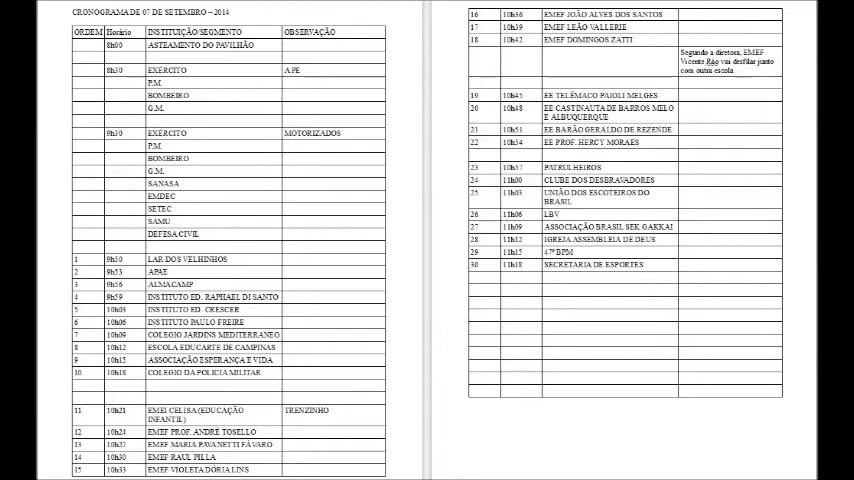 CRONOGRAMA DE 07 DE SETEMBRO – 2014
ORDEM Horário INSTITUIÇÃO/SEGMENTO OBSERVAÇÃO
8h00 ASTEAMENTO DO PAVILHÃO
8h30 EXÉRCITO A PÉ
P.M.
BOMBEIRO
G.M.
9h30 EXÉRCITO MOTORIZADOS
P.M.
BOMBEIRO
G.M.
SANASA
EMDEC
SETEC
SAMU
DEFESA CIVIL
1 9h50 LAR DOS VELHINHOS
2 9h53 APAE
3 9h56 ALMACAMP
4 9h59 INSTITUTO ED. RAPHAEL DI SANTO
5 10h03 INSTITUTO ED. CRESCER
6 10h06 INSTITUTO PAULO FREIRE
7 10h09 COLEGIO JARDINS MEDITERRANEO
8 10h12 ESCOLA EDUCARTE DE CAMPINAS
9 10h15 ASSOCIAÇÃO ESPERANÇA E VIDA
10 10h18 COLEGIO DA POLICIA MILITAR
11 10h21 EMEI CELISA (EDUCAÇÃO TRENZINHO
INFANTIL)
12 10h24 EMEF PROF. ANDRÉ TOSELLO
13 10h27 EMEF MARIA PAVANETTI FÁVARO
14 10h30 EMEF RAUL PILLA
15 10h33 EMEF VIOLETA DÓRIA LINS
16 10h36 EMEF JOÃO ALVES DOS SANTOS
17 10h39 EMEF LEÃO VALLERIE
18 10h42 EMEF DOMINGOS ZATTI
Segundo a diretora, EMEF
Vicente Ráo vai desfilar junto
com outra escola
19 10h45 EE TELÊMACO PAIOLI MELGES
20 10h48 EE CASTINAUTA DE BARROS MELO
E ALBUQUERQUE
21 10h51 EE BARÃO GERALDO DE REZENDE
22 10h54 EE PROF. HERCY MORAES
23 10h57 PATRULHEIROS
24 11h00 CLUBE DOS DESBRAVADORES
25 11h03 UNIÃO DOS ESCOTEIROS DO
BRASIL
26 11h06 LBV
27 11h09 ASSOCIAÇÃO BRASIL SEK GAKKAI
28 11h12 IGREJA ASSEMBLEIA DE DEUS
29 11h15 47º BPM
30 11h18 SECRETARIA DE ESPORTES